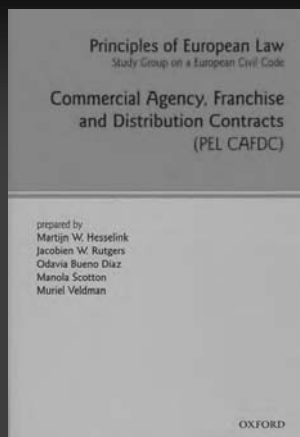 Principles of European Law
Study Group on a European Civil Code
Commercial Agency, Franchise
and Distribution Contracts
(PEL CAFDC)
prepared by
Martijn W. Hesselink
Jacobien W. Rutgers
Odavia Bueno Díaz
Manola Scotton
Muriel Veldman
OXFORD